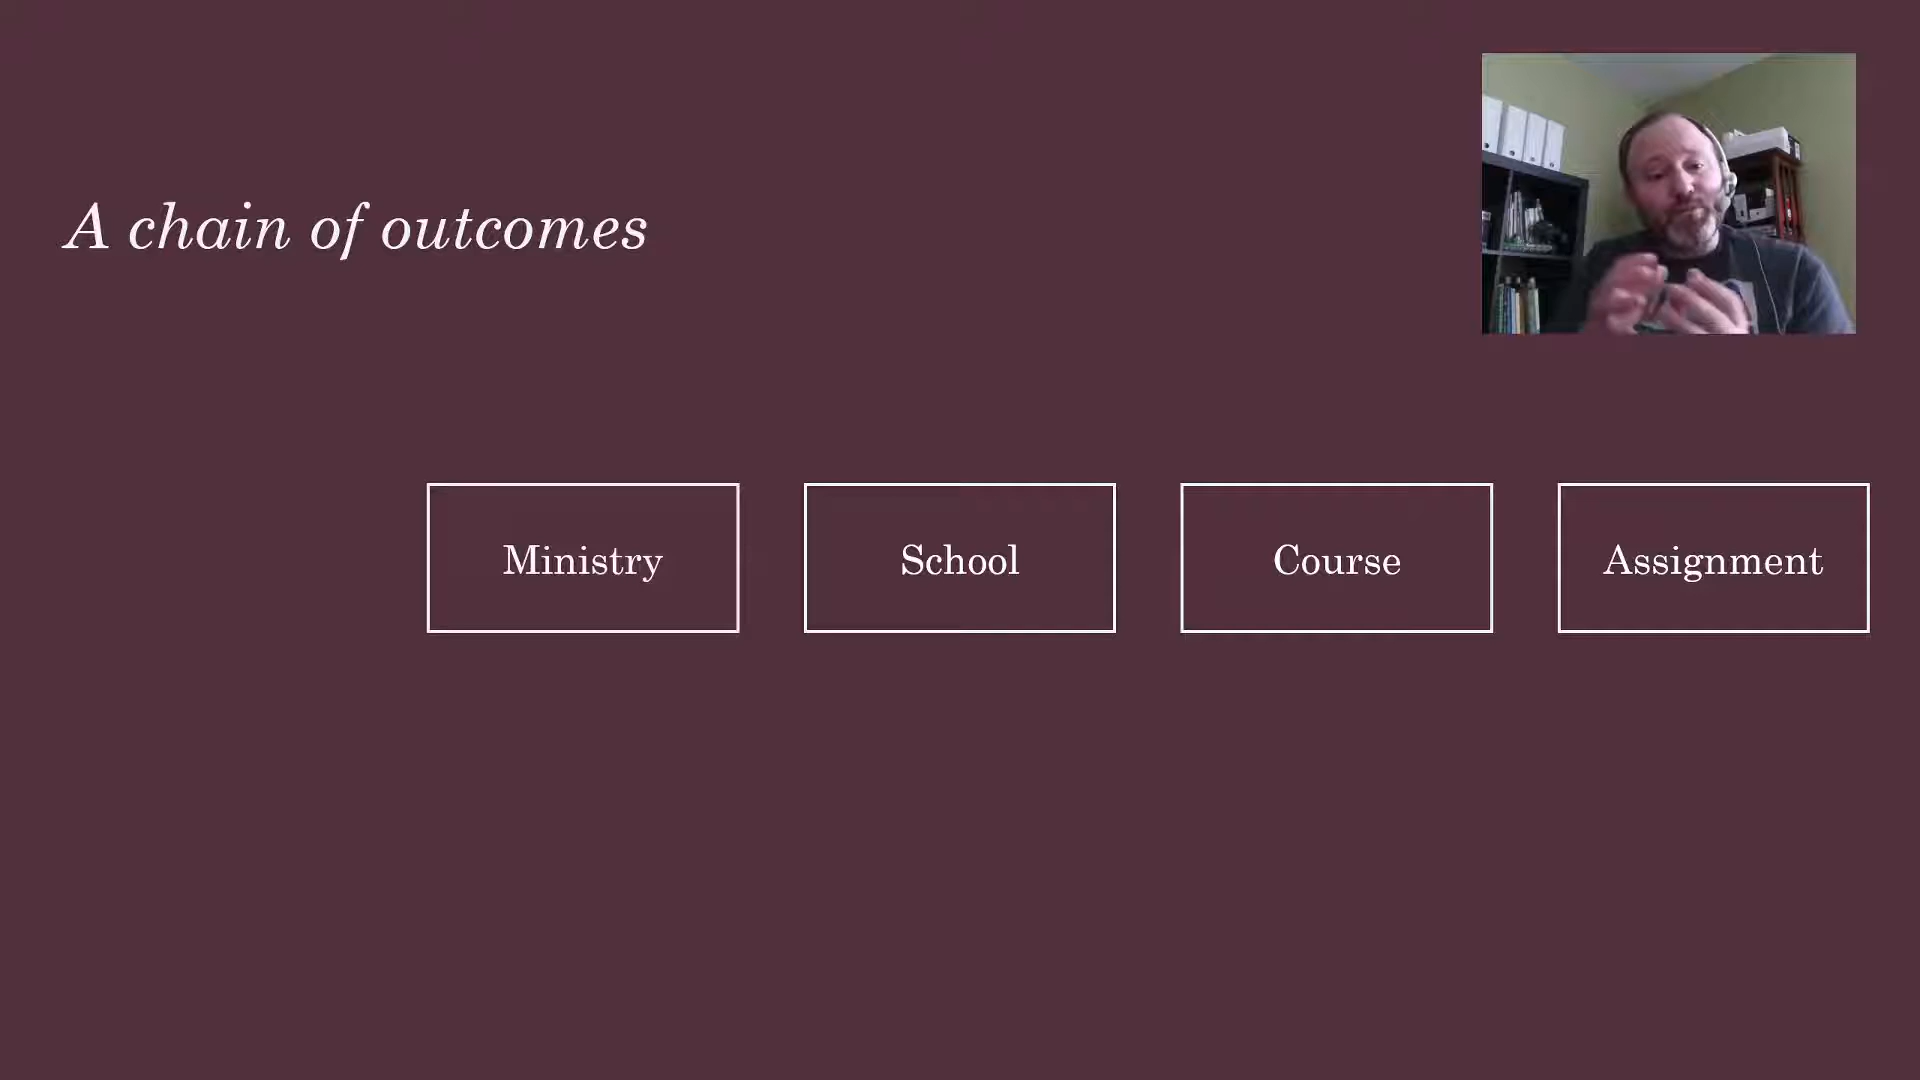 A chain of outcomes
Ministry
School
Course
Assignment